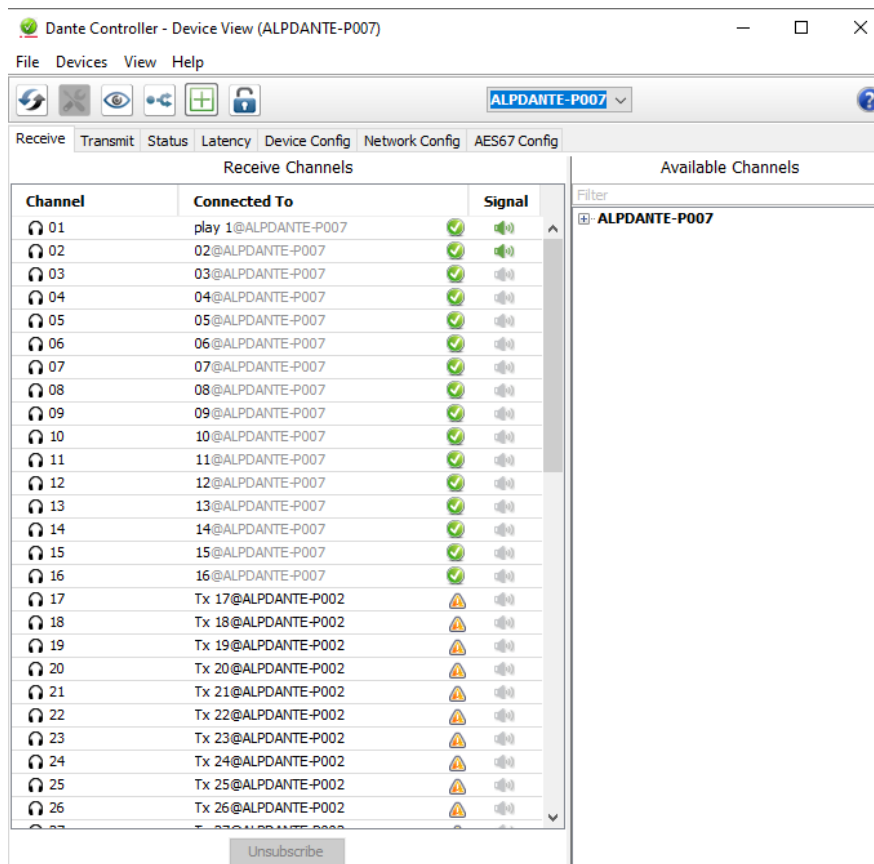 Dante Controller - Device View (ALPDANTE-P007)
File Devices View Help
ALPDANTE-P007
Receive Transmit Status Latency Device Config Network Config AES67 Config
Receive Channels Available Channels
Channel Connected To Signal Filter
ALPDANTE-P007
01 play 1@ALPDANTE-P007
02 02@ALPDANTE-P007
03 03@ALPDANTE-P007
04 04@ALPDANTE-P007
05 05@ALPDANTE-P007
06 06@ALPDANTE-P007
07 07@ALPDANTE-P007
08 08@ALPDANTE-P007
09 09@ALPDANTE-P007
10 10@ALPDANTE-P007
11 11@ALPDANTE-P007
12 12@ALPDANTE-P007
13 13@ALPDANTE-P007
14 14@ALPDANTE-P007
15 15@ALPDANTE-P007
16 16@ALPDANTE-P007
17 Tx 17@ALPDANTE-P002
18 Tx 18@ALPDANTE-P002
19 Tx 19@ALPDANTE-P002
20 Tx 20@ALPDANTE-P002
21 Tx 21@ALPDANTE-P002
22 Tx 22@ALPDANTE-P002
23 Tx 23@ALPDANTE-P002
24 Tx 24@ALPDANTE-P002
25 Tx 25@ALPDANTE-P002
26 Tx 26@ALPDANTE-P002
Unsubscribe